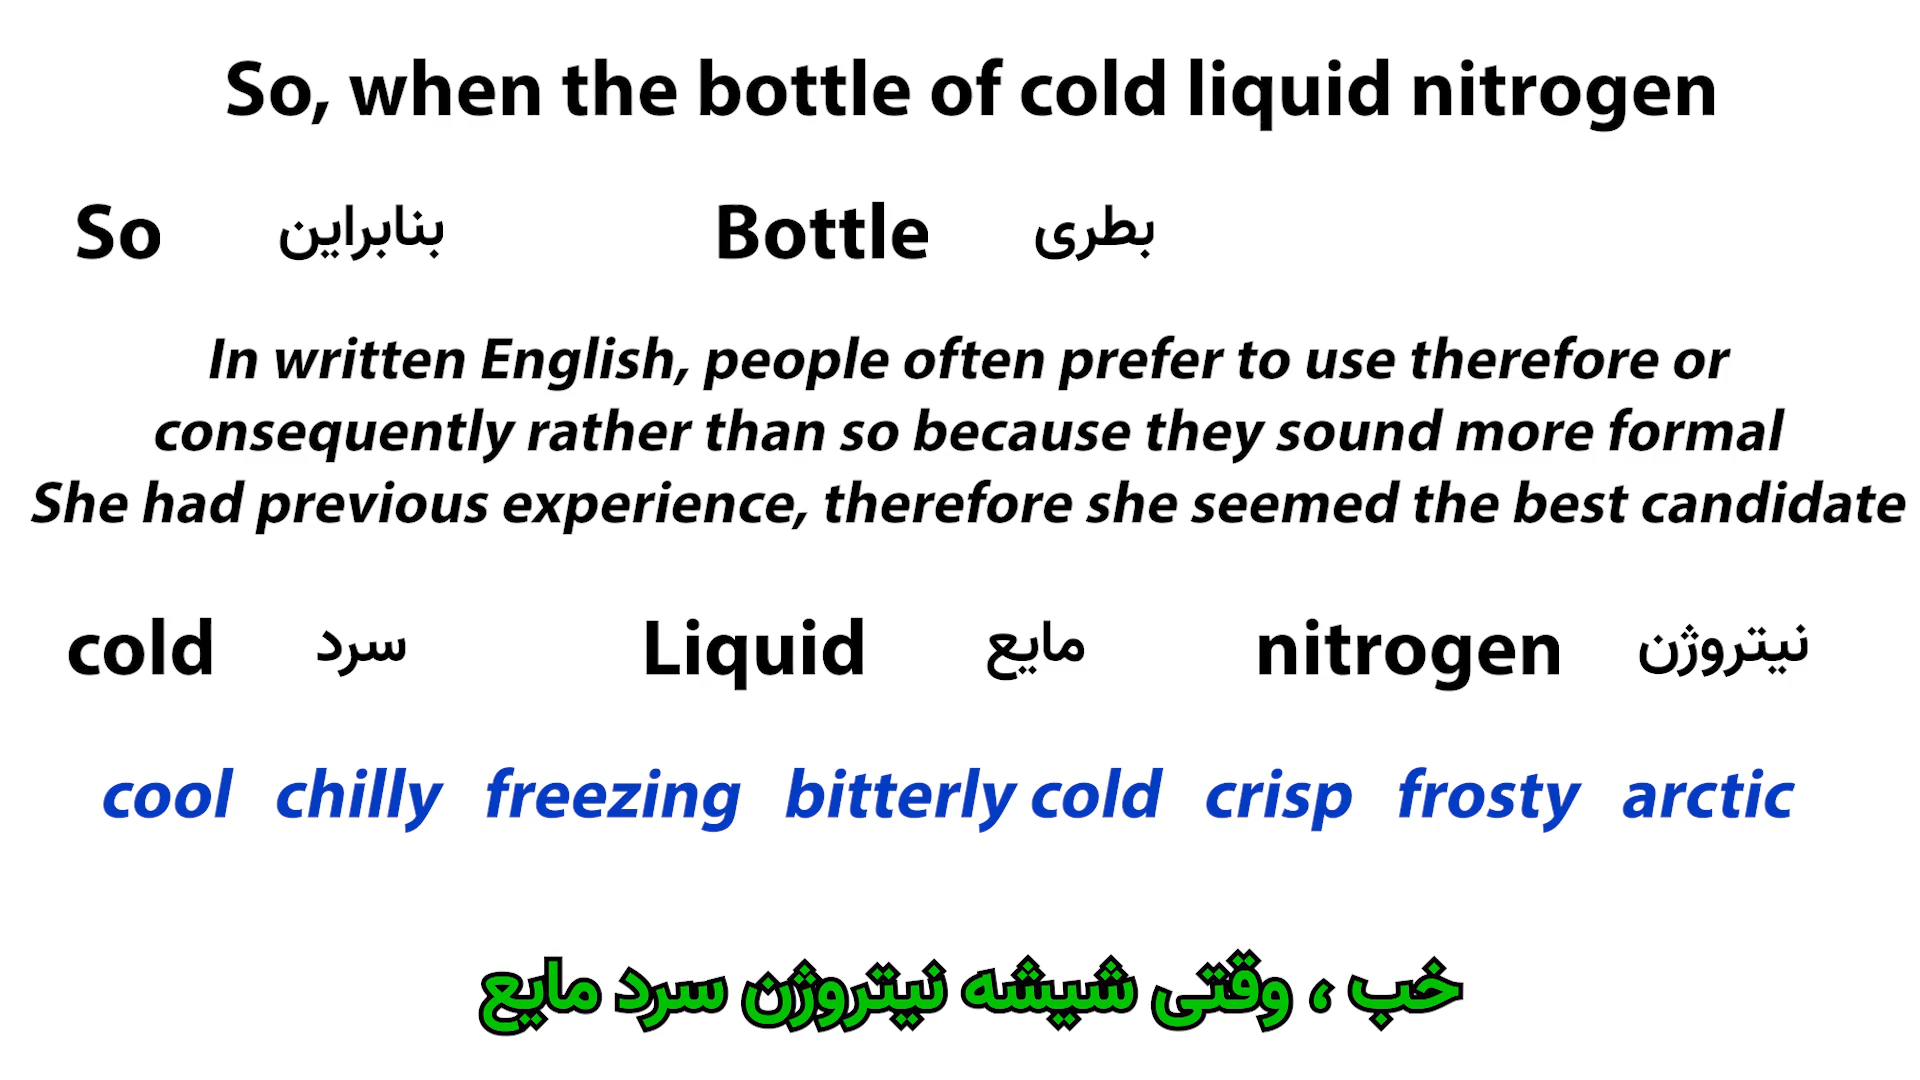 So, when the bottle of cold liquid nitrogen
So بنابراین Bottle بطری
In written English, people often prefer to use therefore or
consequently rather than so because they sound more formal
She had previous experience, therefore she seemed the best candidate
cold سرد Liquid مایع nitrogen نیتروژن
cool chilly freezing bitterly cold crisp frosty arctic
خب ، وقتی شیشه نیتروژن سرد مایع